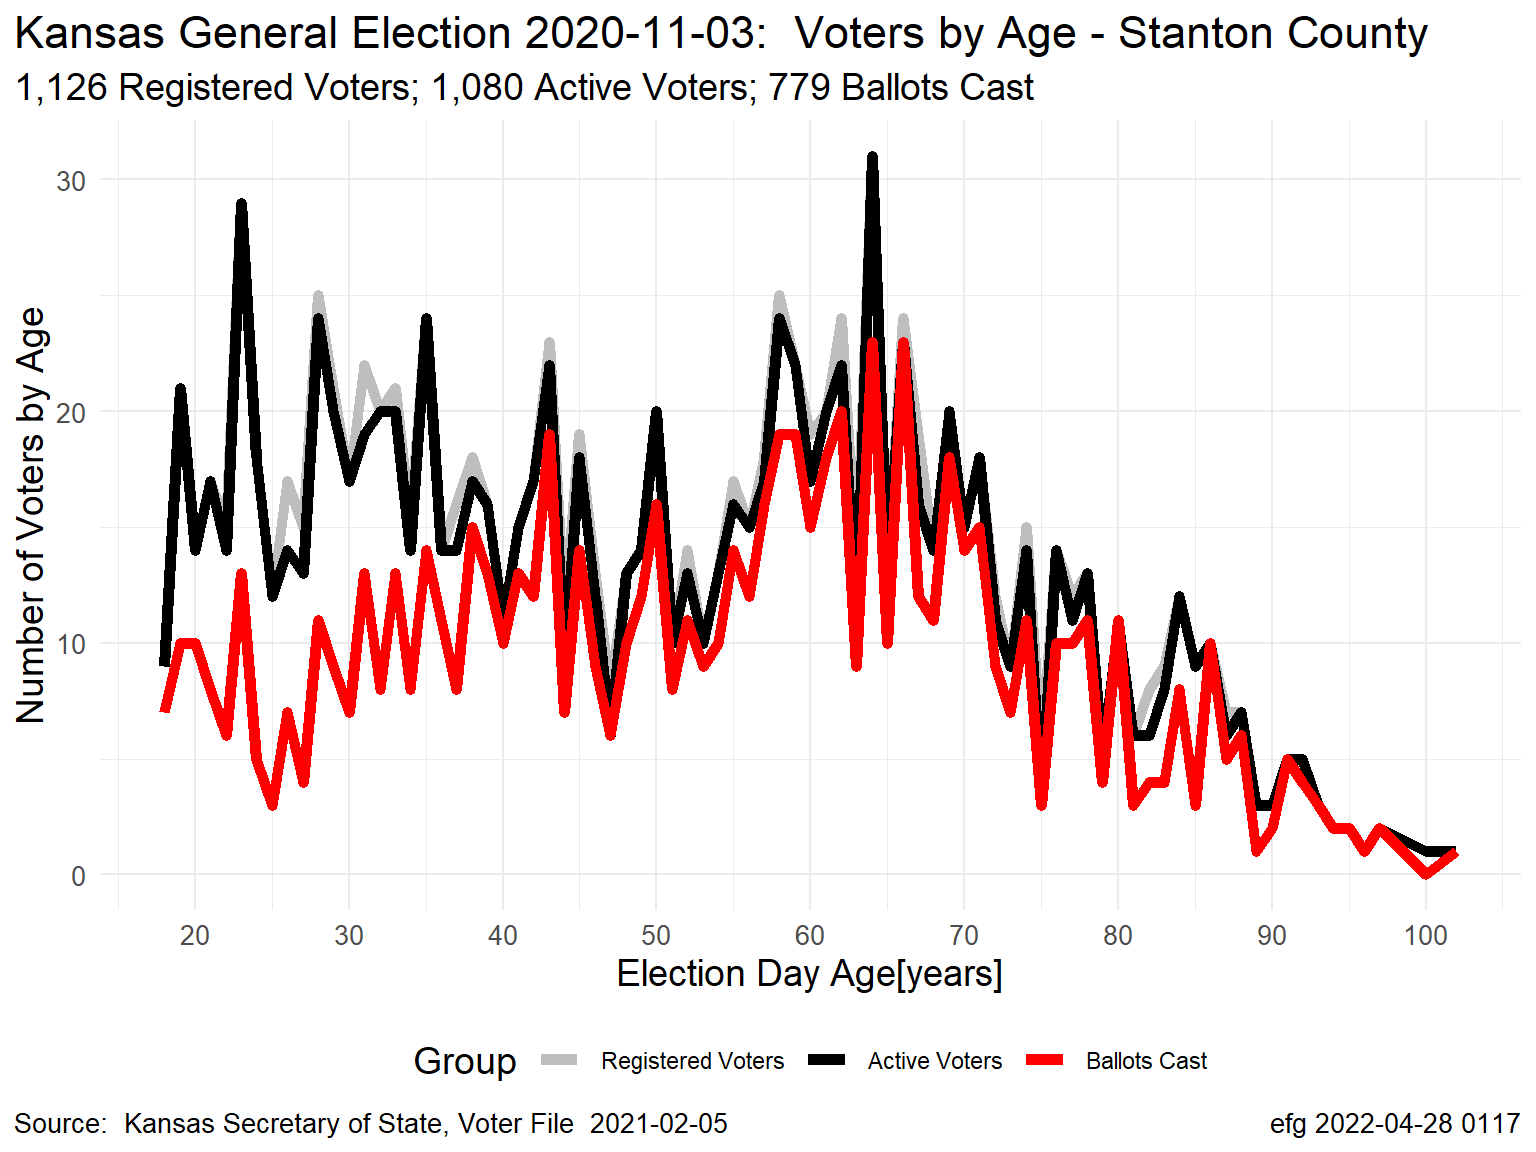 Kansas General Election 2020-11-03:  Voters by Age - Stanton County
1,126 Registered Voters; 1,080 Active Voters; 779 Ballots Cast
Number of Voters by Age
30
20
10
0
20 30 40 50 60 70 80 90 100
Election Day Age[years]
Group Registered Voters Active Voters Ballots Cast
Source:  Kansas Secretary of State, Voter File  2021-02-05
efg 2022-04-28 0117